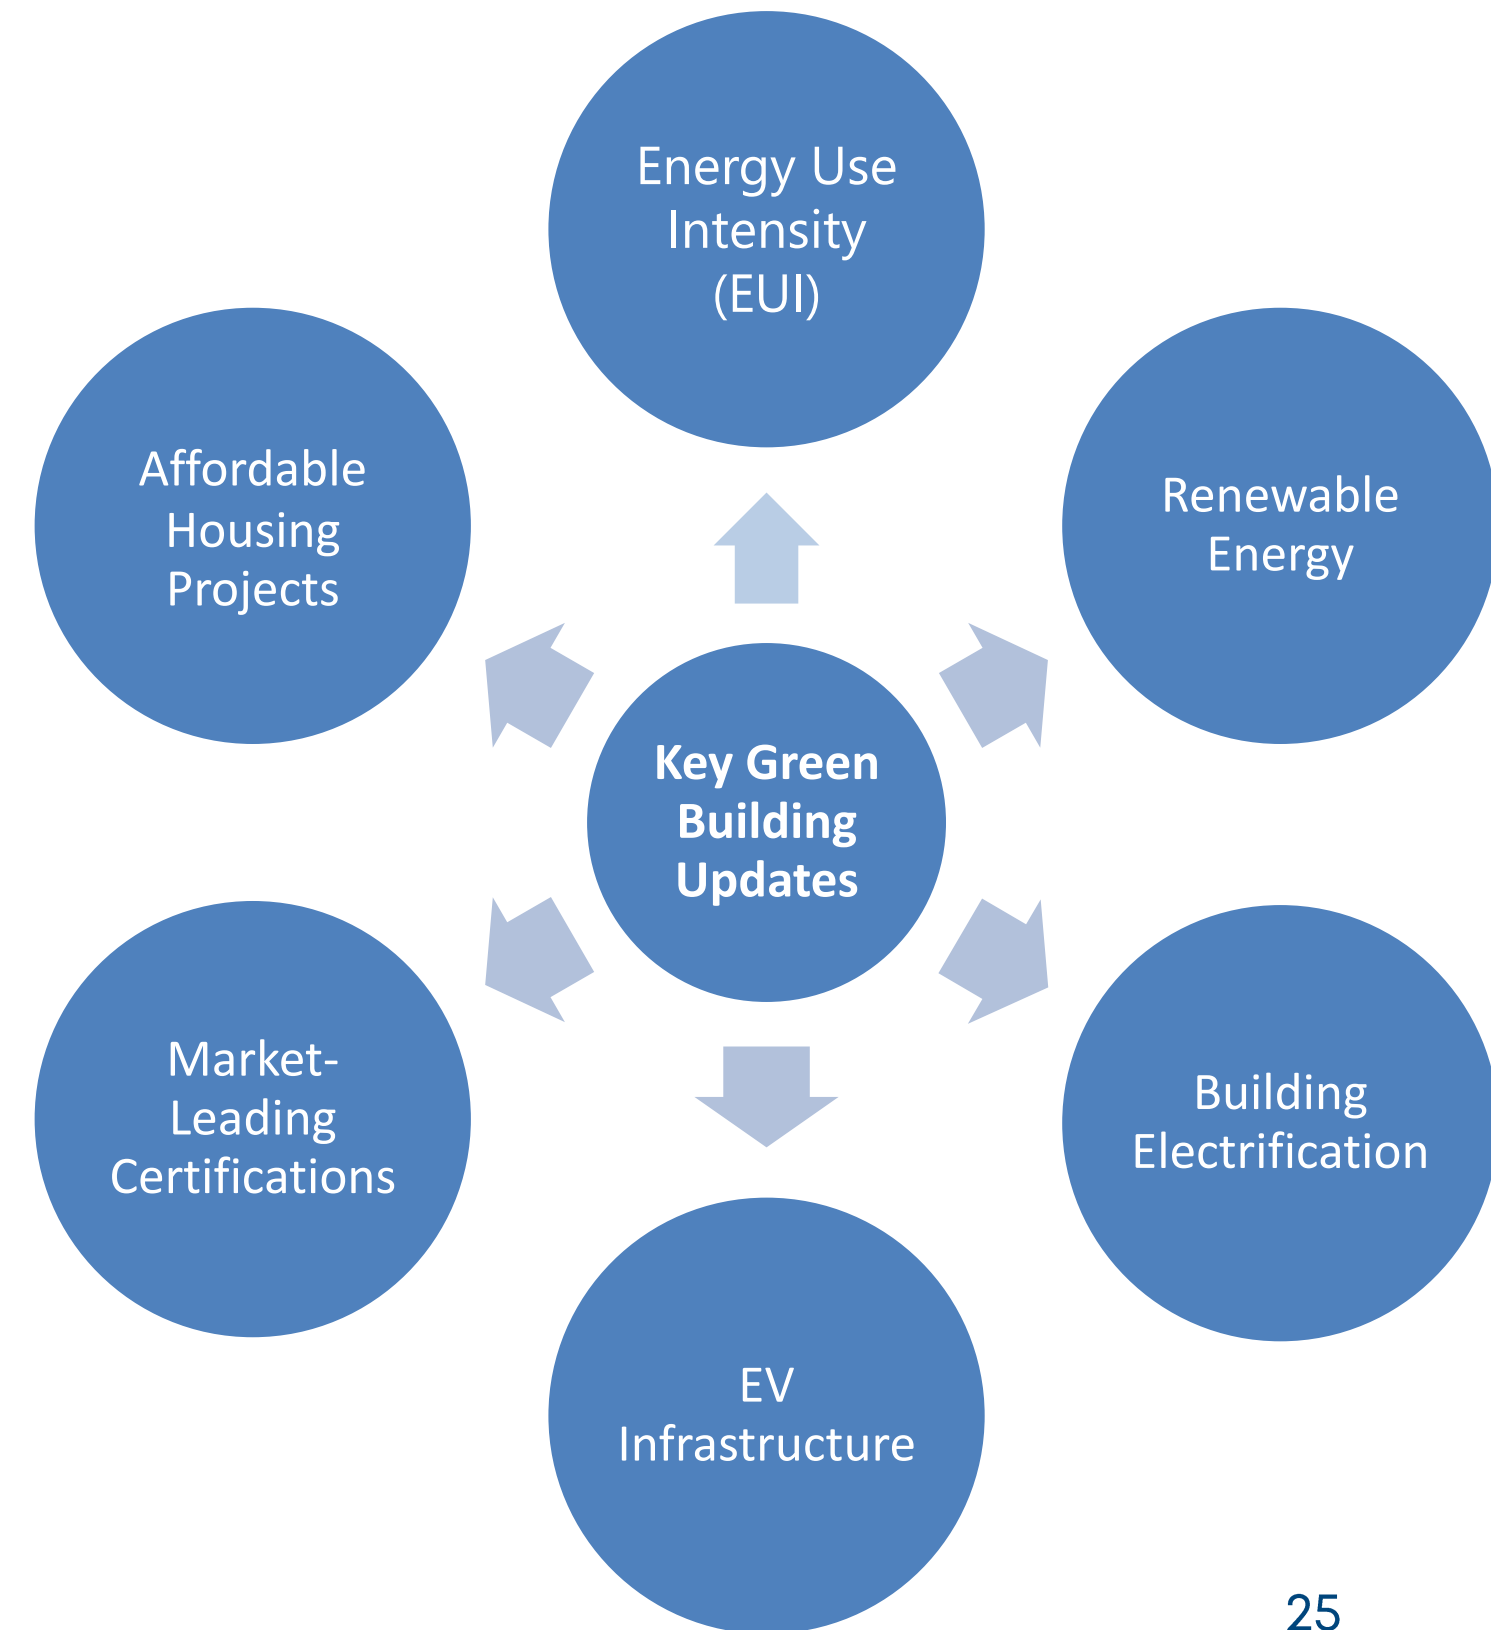 Energy Use
Intensity
(EUI)
Affordable
Housing
Projects
Renewable
Energy
Key Green
Building
Updates
Market-
Leading
Certifications
Building
Electrification
EV
Infrastructure
25